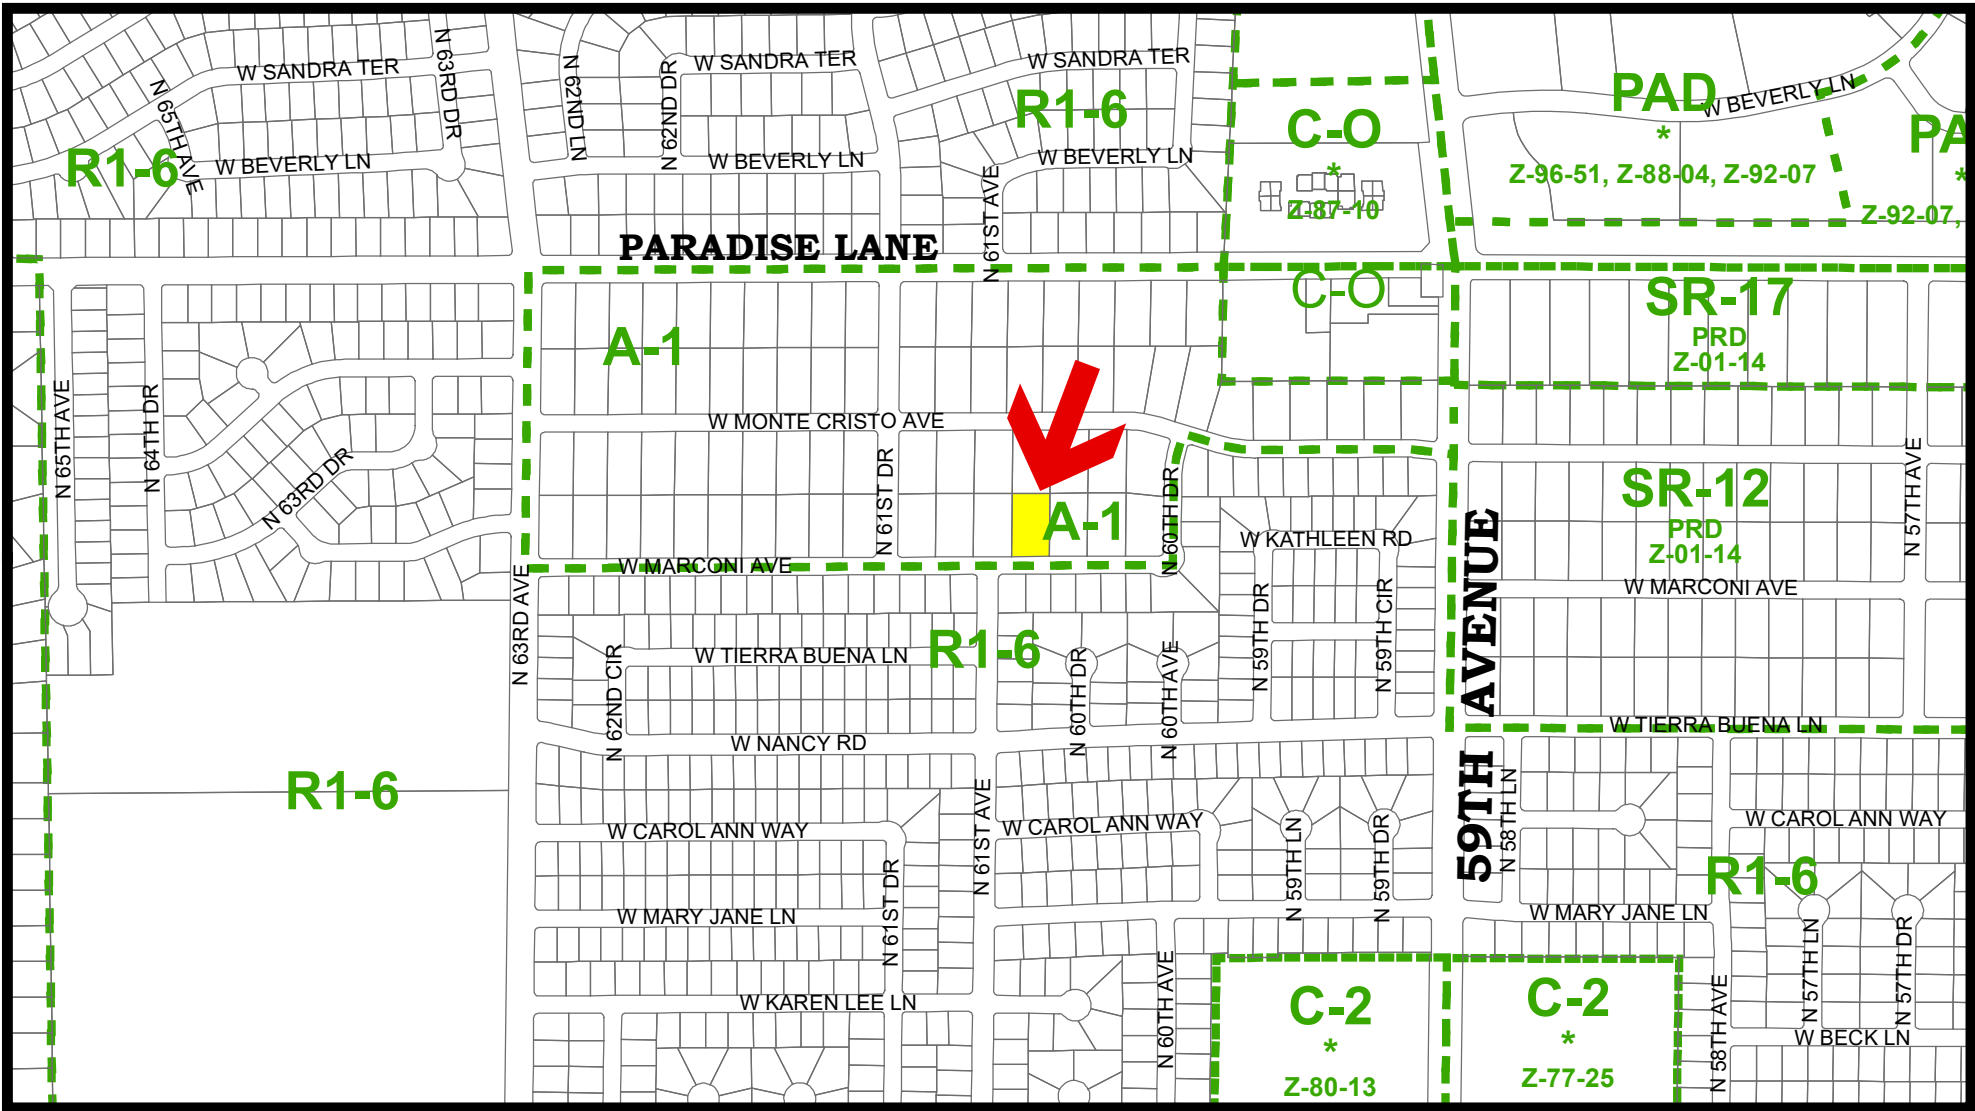 W SANDRA TER
N 63RD DR
N 62ND LN
N 62ND DR
W SANDRA TER
W SANDRA TER
R1-6
PAD
*
W BEVERLY LN
N 65TH AVE
R1-6
W BEVERLY LN
W BEVERLY LN
W BEVERLY LN
C-O
*
Z-87-10
PA
*
Z-96-51, Z-88-04, Z-92-07
Z-92-07,
N 61ST AVE
PARADISE LANE
C-O
SR-17
PRD
Z-01-14
A-1
N 65TH AVE
N 64TH DR
N 63RD DR
W MONTE CRISTO AVE
N 61ST DR
N 60TH DR
A-1
W KATHLEEN RD
SR-12
PRD
Z-01-14
N 57TH AVE
W MARCONI AVE
W MARCONI AVE
N 63RD AVE
59TH AVENUE
N 59TH DR
N 59TH CIR
R1-6
W TIERRA BUENA LN
N 62ND CIR
N 60TH DR
N 60TH AVE
W TIERRA BUENA LN
W NANCY RD
R1-6
N 61ST AVE
N 58TH LN
W CAROL ANN WAY
W CAROL ANN WAY
W CAROL ANN WAY
N 61ST DR
N 59TH LN
N 59TH DR
R1-6
W MARY JANE LN
W MARY JANE LN
N 57TH LN
N 57TH DR
N 60TH AVE
W KAREN LEE LN
C-2
*
Z-80-13
C-2
*
Z-77-25
N 58TH AVE
W BECK LN